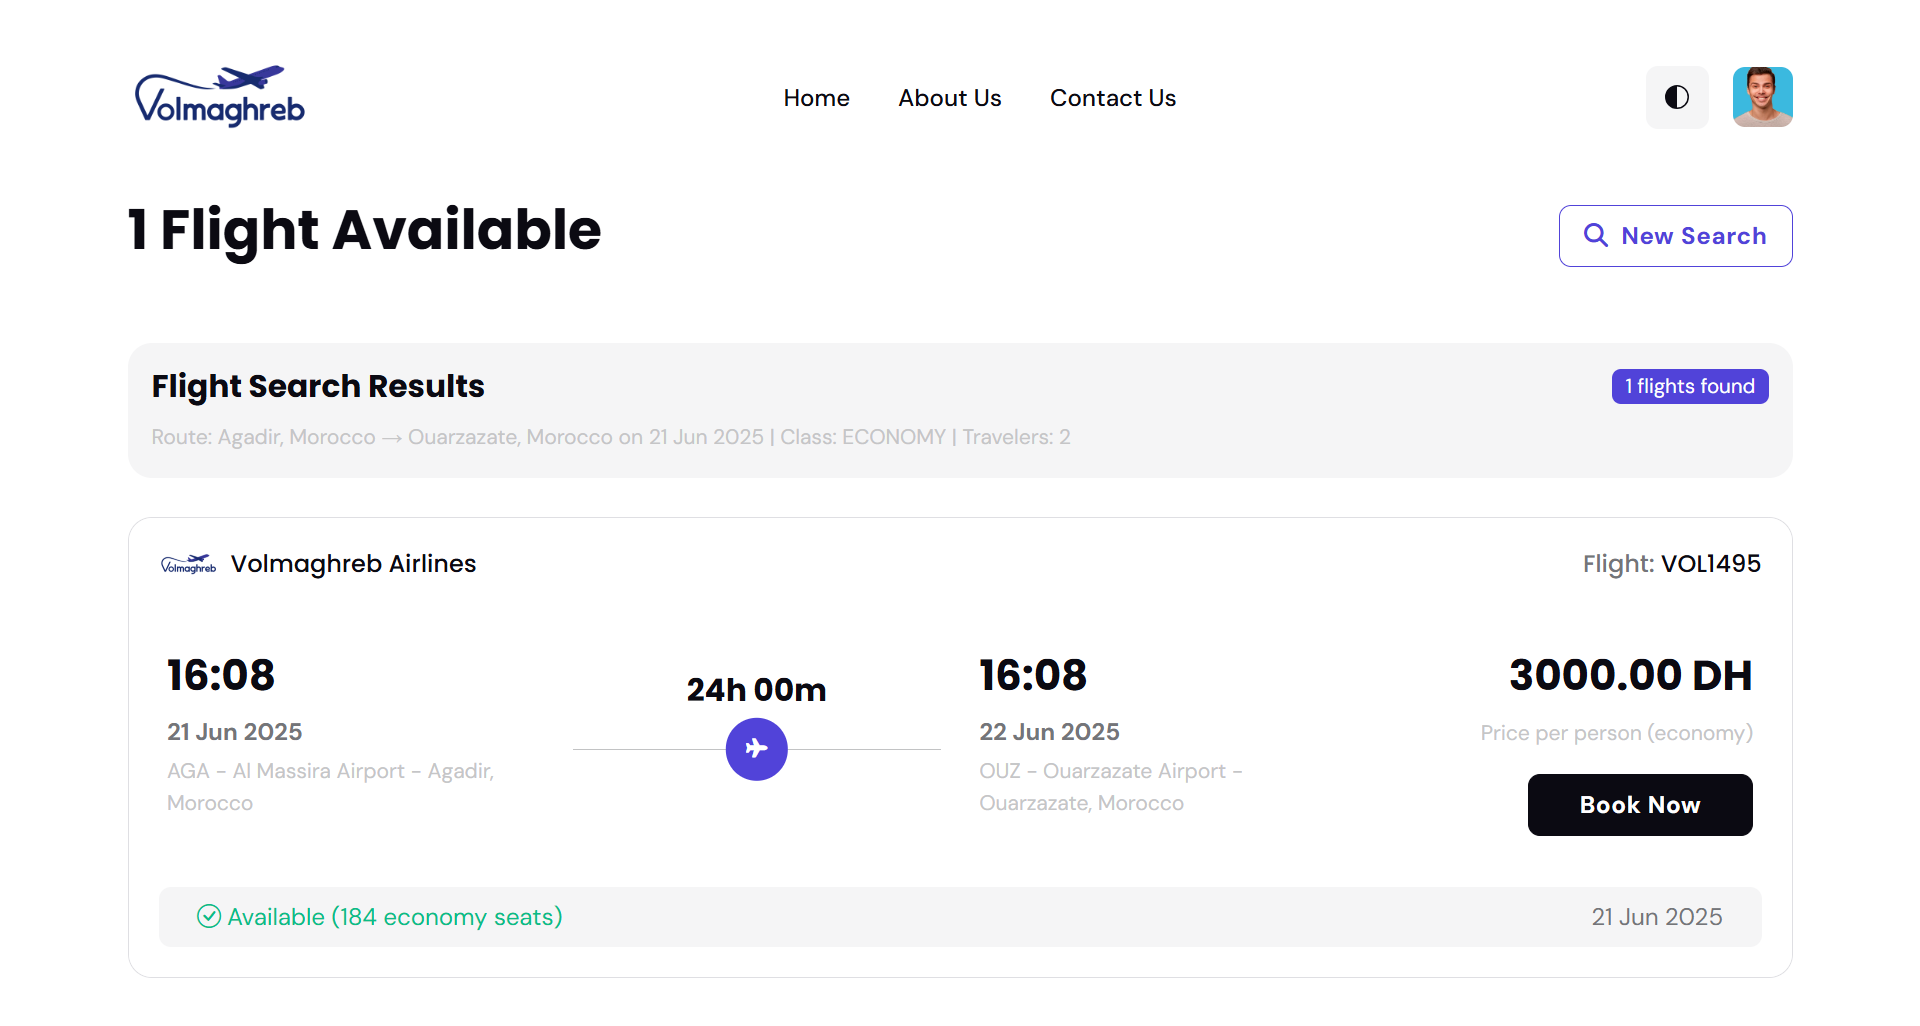 Volmaghreb
Home
About Us
Contact Us
1 Flight Available
New Search
Flight Search Results
1 flights found
Route: Agadir, Morocco → Ouarzazate, Morocco on 21 Jun 2025 | Class: ECONOMY | Travelers: 2
Volmaghreb
Volmaghreb Airlines
Flight: VOL1495
16:08
21 Jun 2025
AGA - Al Massira Airport - Agadir,
Morocco
24h 00m
16:08
22 Jun 2025
OUZ - Ouarzazate Airport -
Ouarzazate, Morocco
3000.00 DH
Price per person (economy)
Book Now
Available (184 economy seats)
21 Jun 2025